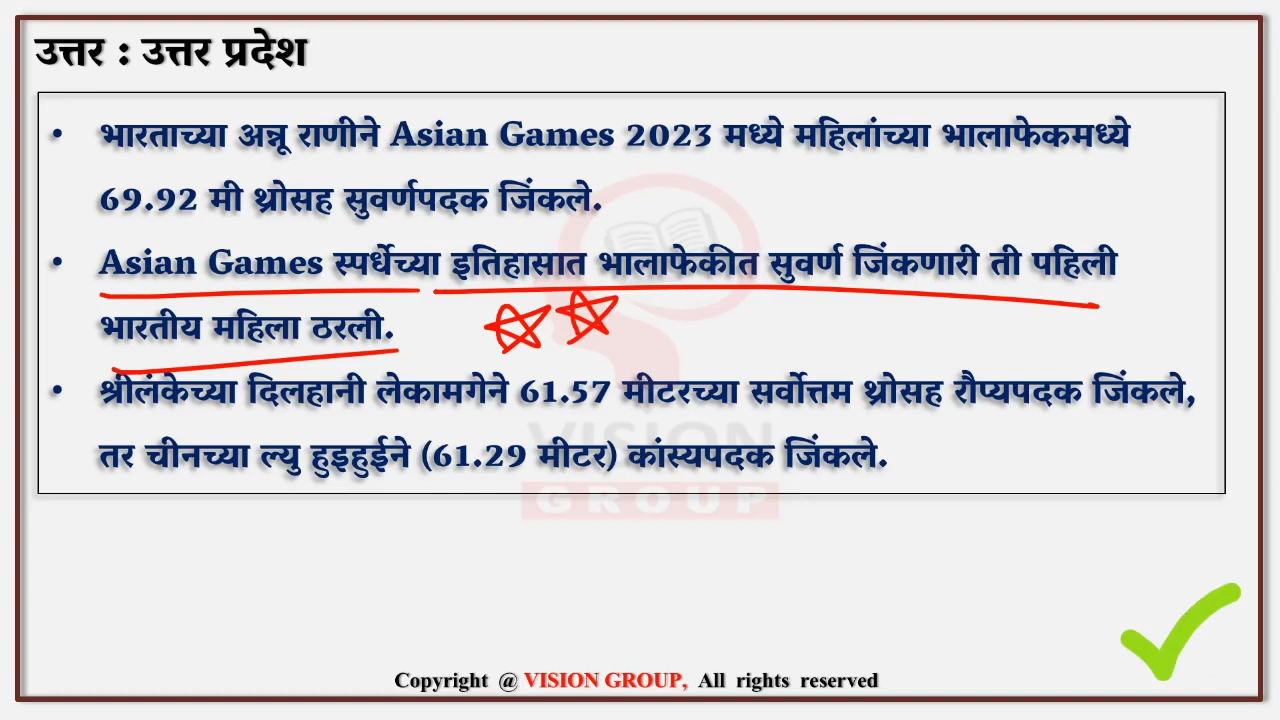 उत्तर : उत्तर प्रदेश
• भारताच्या अन्नू राणीने Asian Games 2023 मध्ये महिलांच्या भालाफेकमध्ये
69.92 मी थ्रोसह सुवर्णपदक जिंकले.
• Asian Games स्पर्धेच्या इतिहासात भालाफेकीत सुवर्ण जिंकणारी ती पहिली
भारतीय महिला ठरली.
• श्रीलंकेच्या दिलहानी लेकामगेने 61.57 मीटरच्या सर्वोत्तम थ्रोसह रौप्यपदक जिंकले,
तर चीनच्या ल्यु हुइहुईने (61.29 मीटर) कांस्यपदक जिंकले.
VISION
GROUP
Copyright @ VISION GROUP, All rights reserved